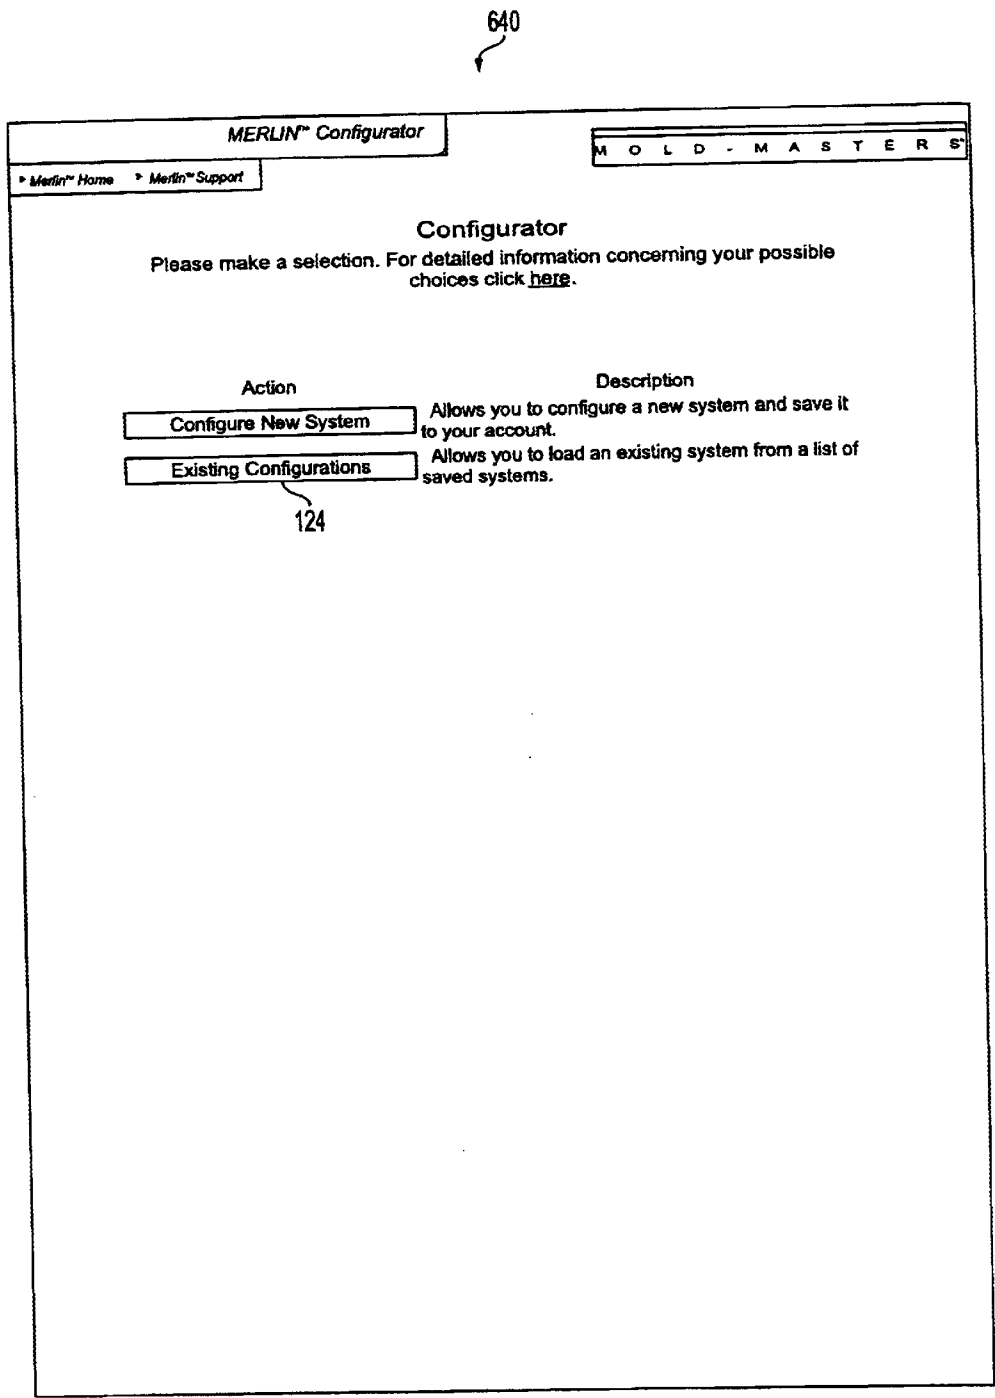 640
MERLIN™ Configurator
M O L D - M A S T E R S
Merlin™ Home Merlin™ Support
Configurator
Please make a selection. For detailed information concerning your possible
choices click here.
Action Description
Configure New System Allows you to configure a new system and save it
to your account.
Existing Configurations Allows you to load an existing system from a list of
saved systems.
124